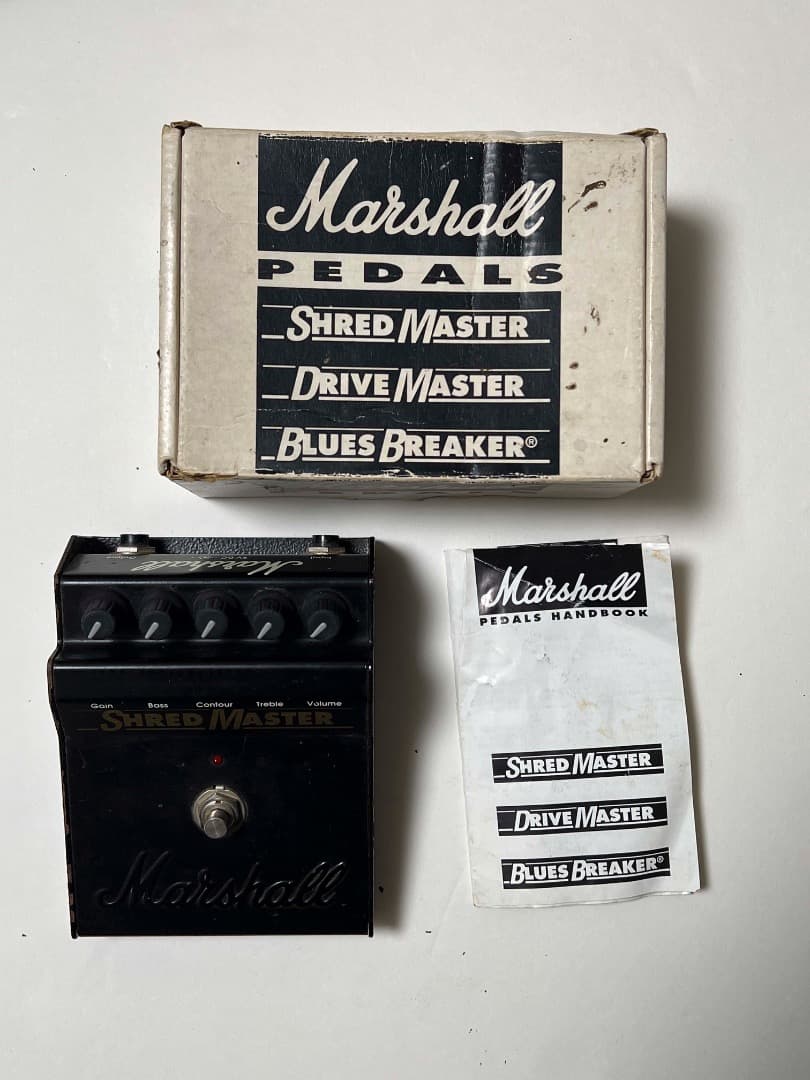 Marshall
PEDALS
SHRED MASTER
DRIVE MASTER
BLUES BREAKER®
Marshall
Gain Bass Contour Treble Volume
SHRED MASTER
Marshall
Marshall
PEDALS HANDBOOK
SHRED MASTER
DRIVE MASTER
BLUES BREAKER®